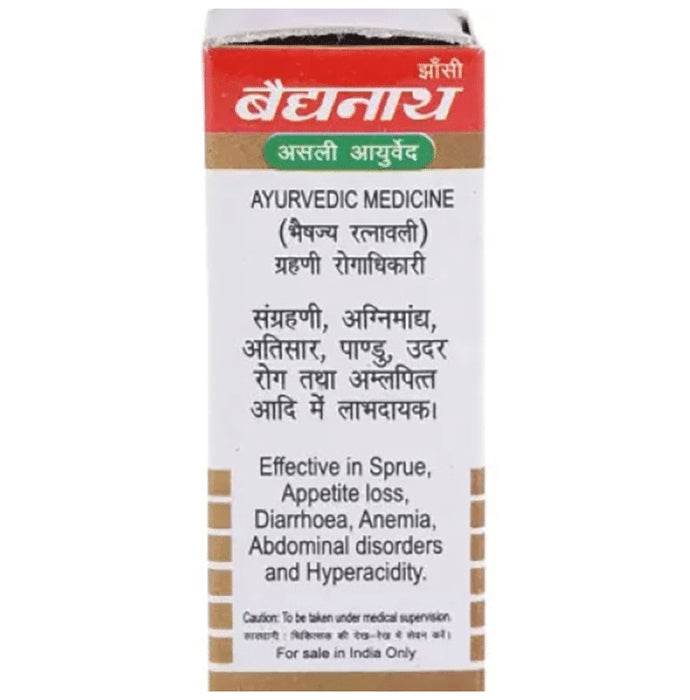 झाँसी
बैद्यनाथ
असली आयुर्वेद
AYURVEDIC MEDICINE
(भैषज्य रत्नावली)
ग्रहणी रोगाधिकारी
संग्रहणी, अग्निमांद्य,
अतिसार, पाण्डु, उदर
रोग तथा अम्लपित्त
आदि में लाभदायक।
Effective in Sprue,
Appetite loss,
Diarrhoea, Anemia,
Abdominal disorders
and Hyperacidity.
Caution: To be taken under medical supervision.
सावधानी : चिकित्सक की देख-रेख में सेवन करें।
For sale in India Only